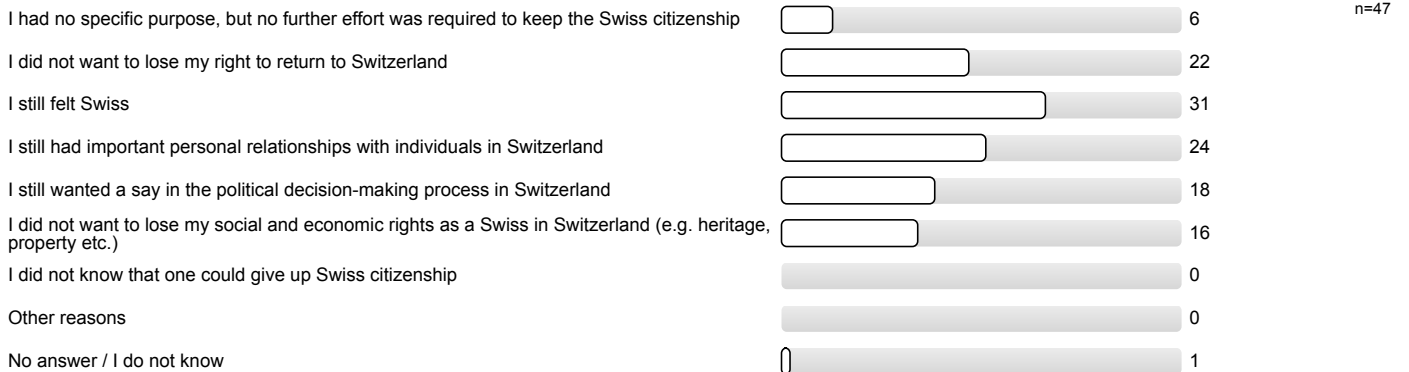 I had no specific purpose, but no further effort was required to keep the Swiss citizenship 6 n=47
I did not want to lose my right to return to Switzerland 22
I still felt Swiss 31
I still had important personal relationships with individuals in Switzerland 24
I still wanted a say in the political decision-making process in Switzerland 18
I did not want to lose my social and economic rights as a Swiss in Switzerland (e.g. heritage,
property etc.) 16
I did not know that one could give up Swiss citizenship 0
Other reasons 0
No answer / I do not know 1